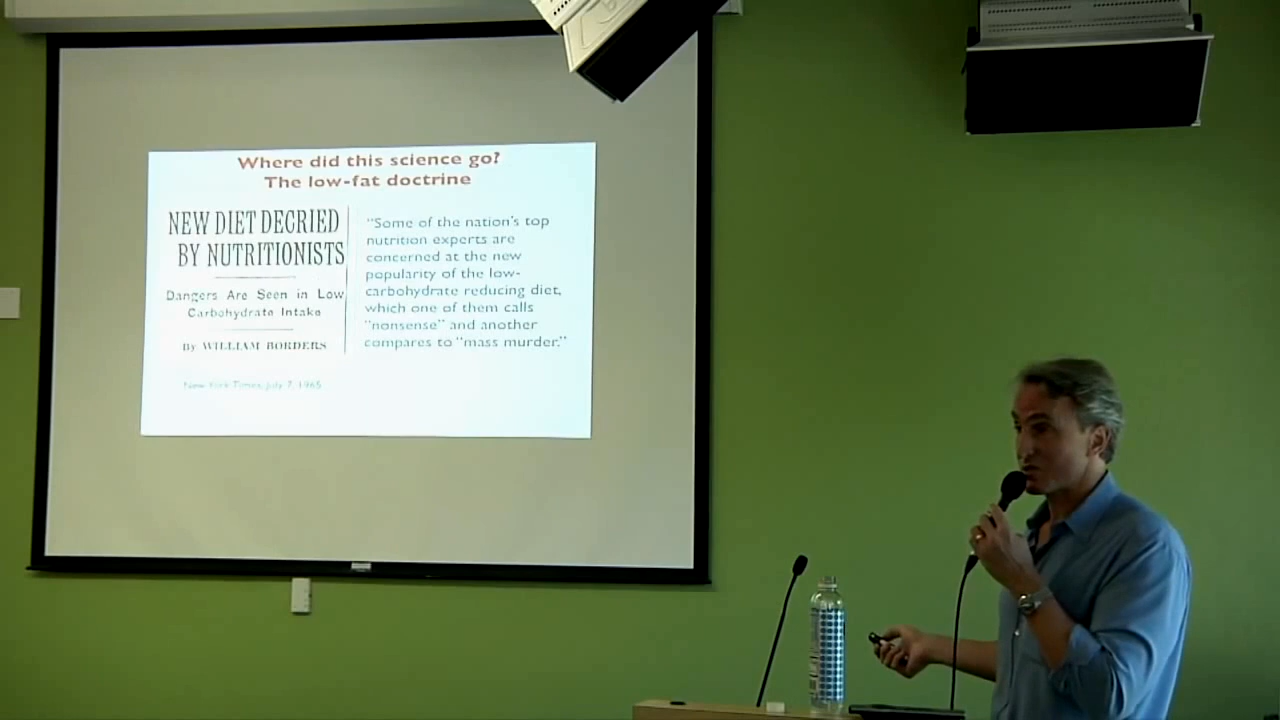 Where did this science go?
The low-fat doctrine
NEW DIET DECRIED
BY NUTRITIONISTS
Dangers Are Seen in Low
Carbohydrate Intake
By WILLIAM BORDERS
New York Times, July 7, 1965
"Some of the nation's top
nutrition experts are
concerned at the new
popularity of the low-
carbohydrate reducing diet,
which one of them calls
"nonsense" and another
compares to "mass murder."